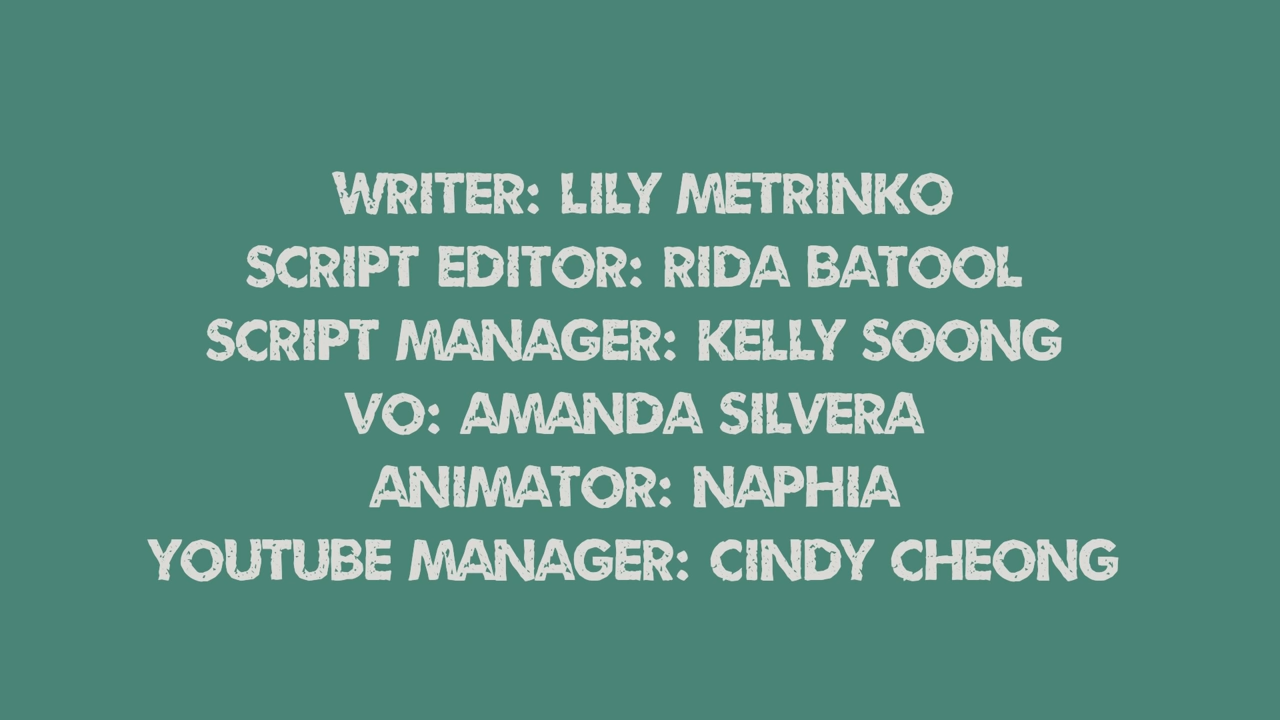 WRITER: LILY METRINKO
SCRIPT EDITOR: RIDA BATOOL
SCRIPT MANAGER: KELLY SOONG
VO: AMANDA SILVERA
ANIMATOR: NAPHIA
YOUTUBE MANAGER: CINDY CHEONG